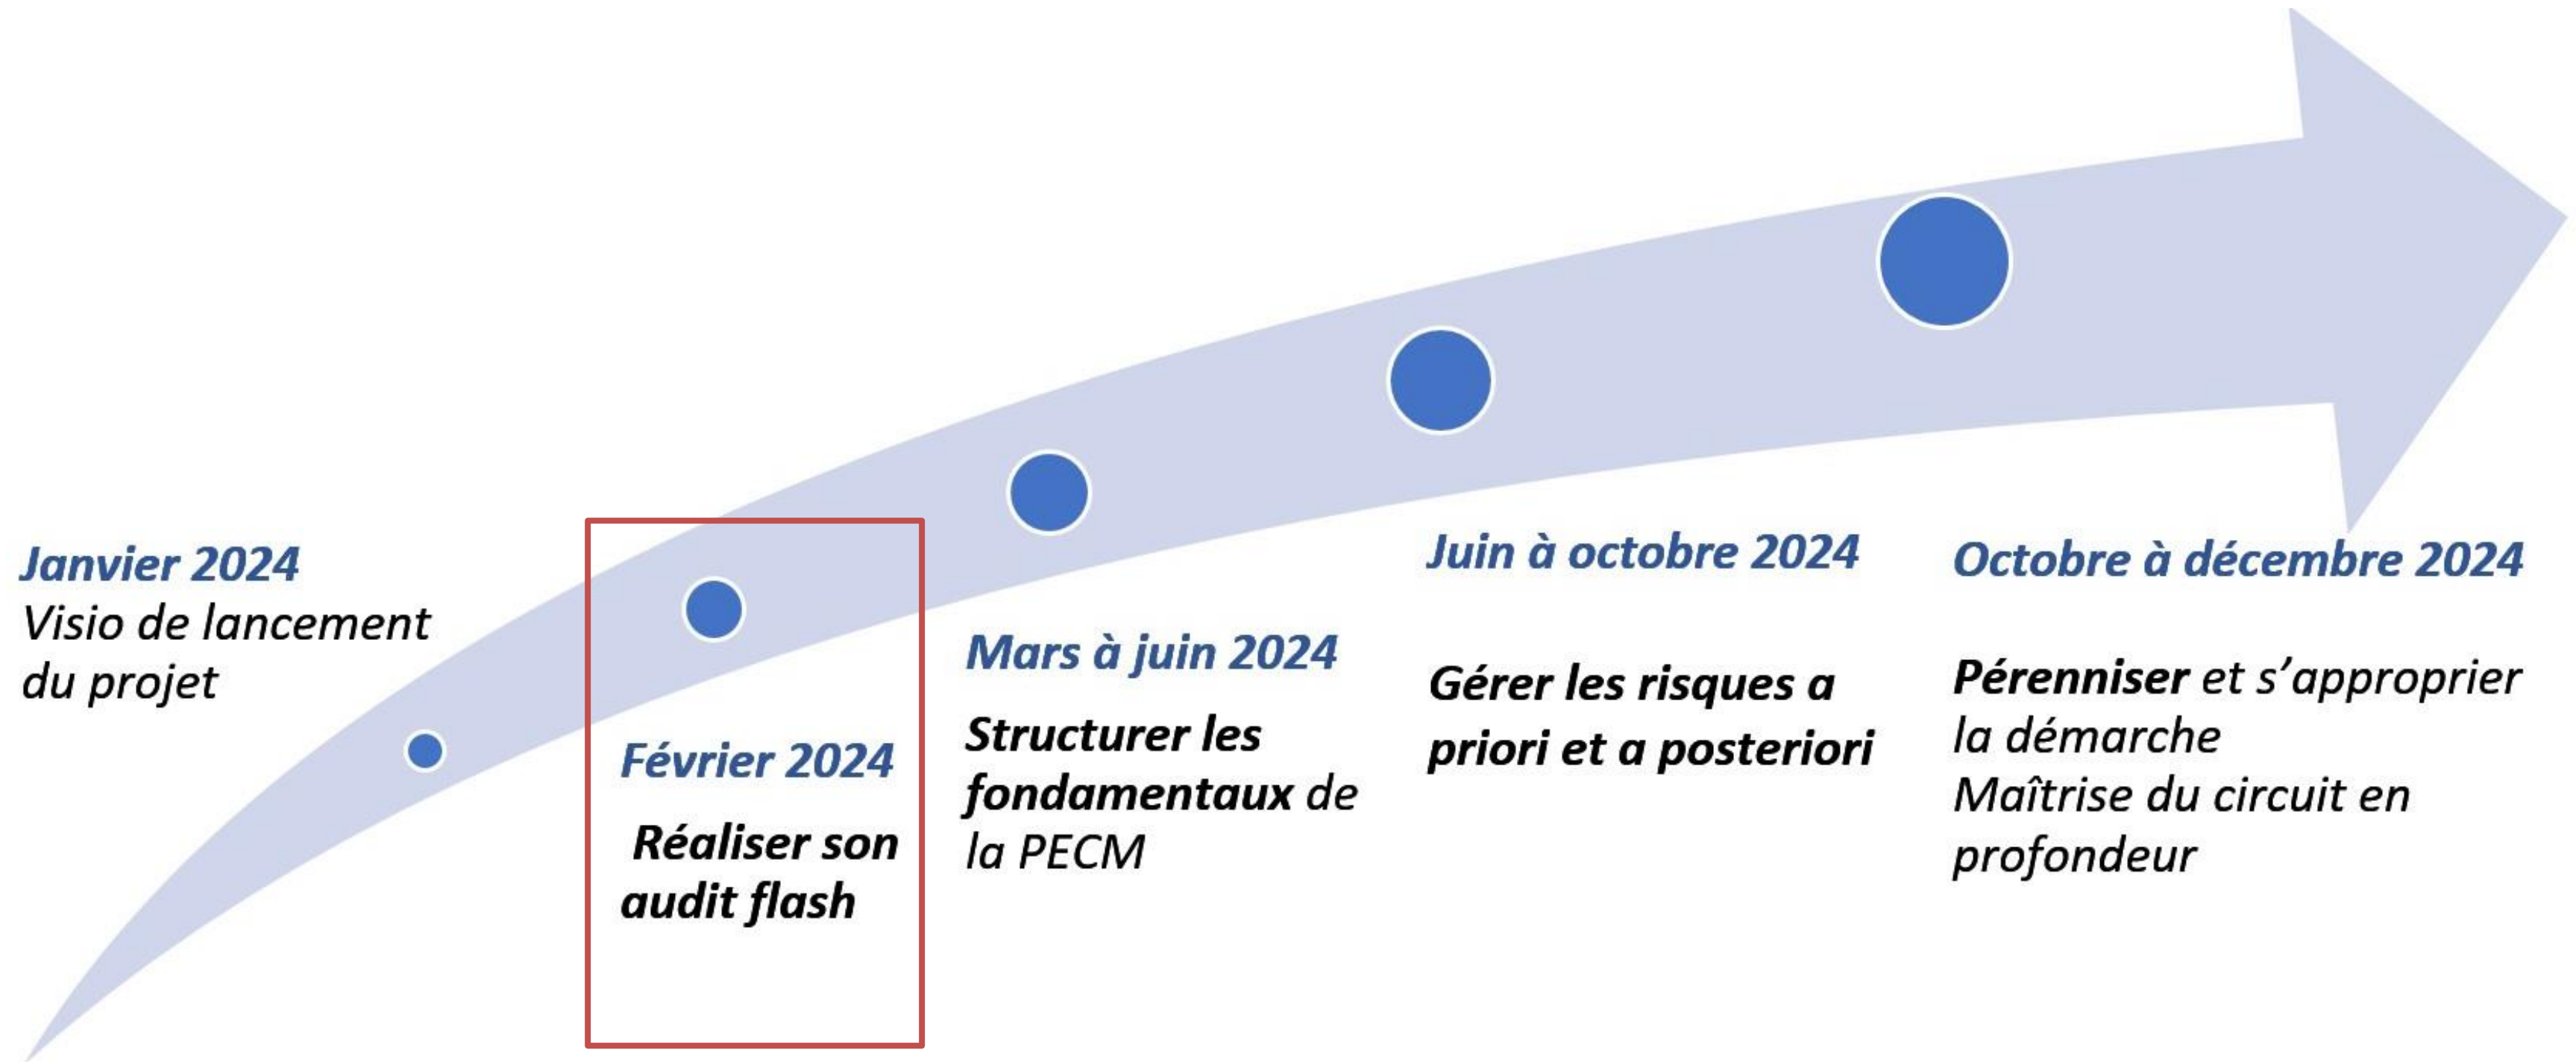 Janvier 2024
Visio de lancement
du projet
Février 2024
Réaliser son
audit flash
Mars à juin 2024
Structurer les
fondamentaux de
la PECM
Juin à octobre 2024
Gérer les risques a
priori et a posteriori
Octobre à décembre 2024
Pérenniser et s’approprier
la démarche
Maîtrise du circuit en
profondeur